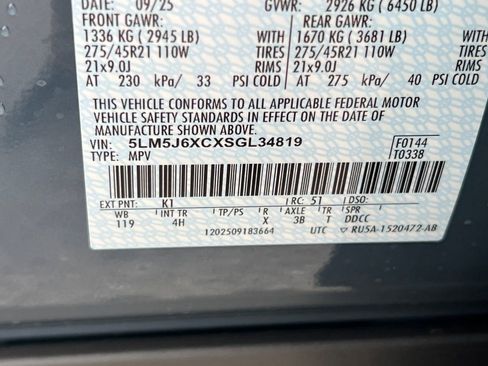 DATE: 09/25 GVWR: 2926 KG ( 6450 LB)
FRONT GAWR: REAR GAWR:
1336 KG ( 2945 LB) 1670 KG ( 3681 LB)
275/45R21 110W TIRES 275/45R21 110W TIRES
21x9.0J RIMS 21x9.0J RIMS
AT 230 kPa/ 33 PSI COLD AT 275 kPa/ 40 PSI COLD
THIS VEHICLE CONFORMS TO ALL APPLICABLE FEDERAL MOTOR
VEHICLE SAFETY STANDARDS IN EFFECT ON THE DATE OF
MANUFACTURE SHOWN ABOVE.
VIN: 5LM5J6XCXSGL34819 F0144
TYPE: MPV T0338
EXT PNT: K1 RC: 51 DSO:
WB INT TR TP/PS R AXLE TR SPR
119 4H X 3B T DDCC
1202509183664 UTC ▽ RU5A-1520472-AB